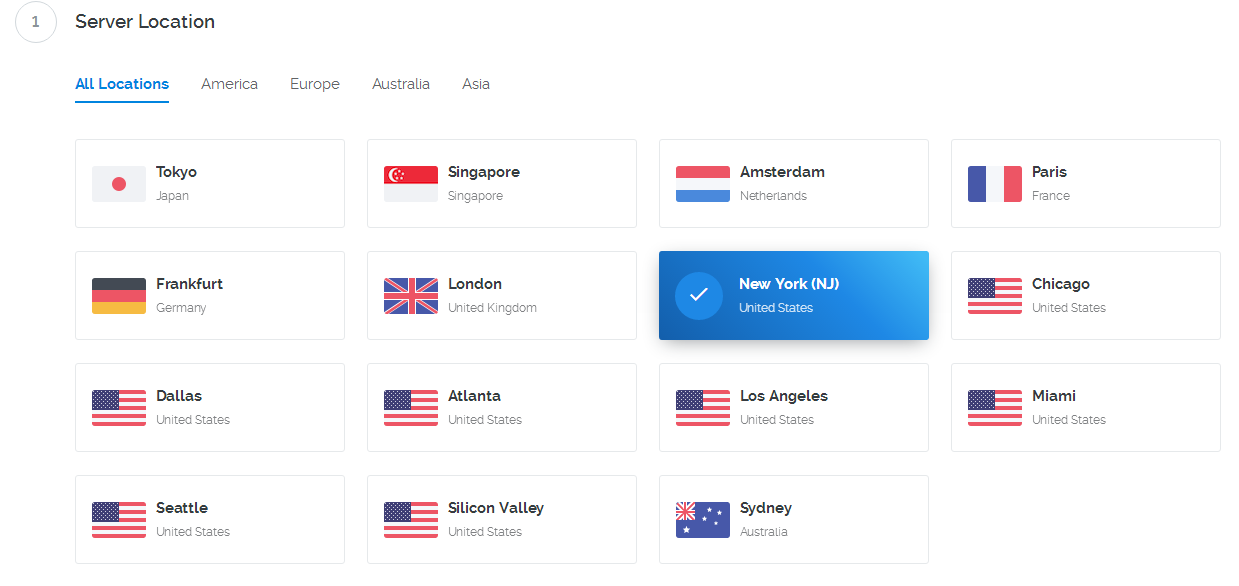 1
Server Location
All Locations
America
Europe
Australia
Asia
Tokyo
Japan
Singapore
Singapore
Amsterdam
Netherlands
Paris
France
Frankfurt
Germany
London
United Kingdom
New York (NJ)
United States
Chicago
United States
Dallas
United States
Atlanta
United States
Los Angeles
United States
Miami
United States
Seattle
United States
Silicon Valley
United States
Sydney
Australia